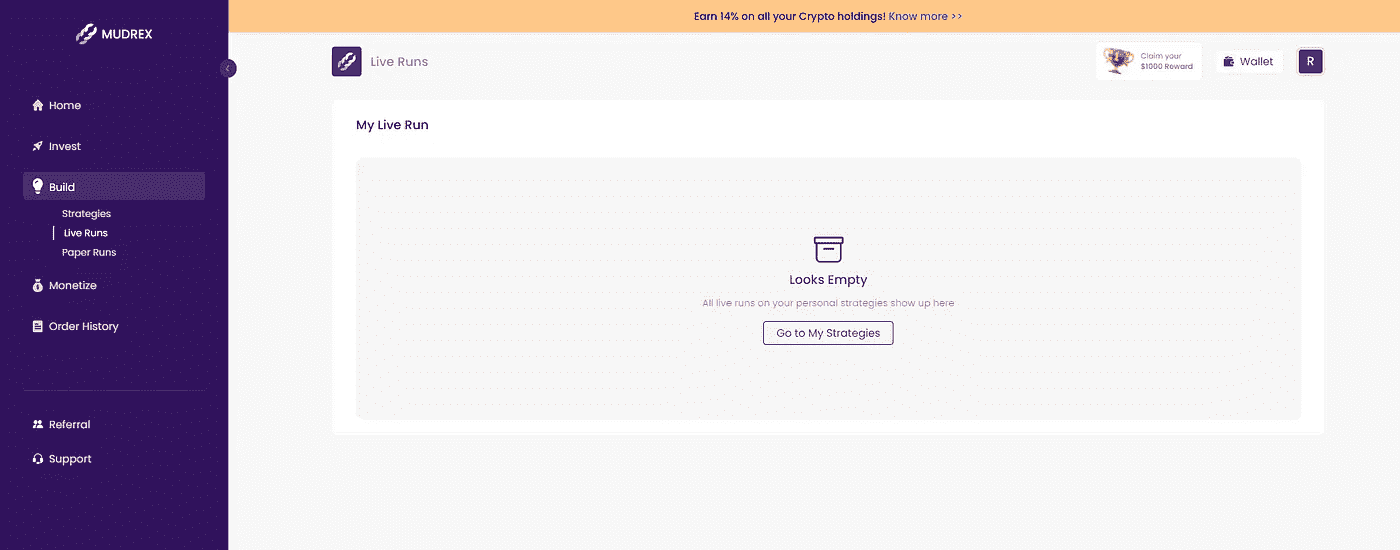 MUDREX
Home
Invest
Build
Strategies
Live Runs
Paper Runs
Monetize
Order History
Referral
Support
Earn 14% on all your Crypto holdings! Know more >>
Live Runs
Claim your
$1000 Reward
Wallet
R
My Live Run
Looks Empty
All live runs on your personal strategies show up here
Go to My Strategies